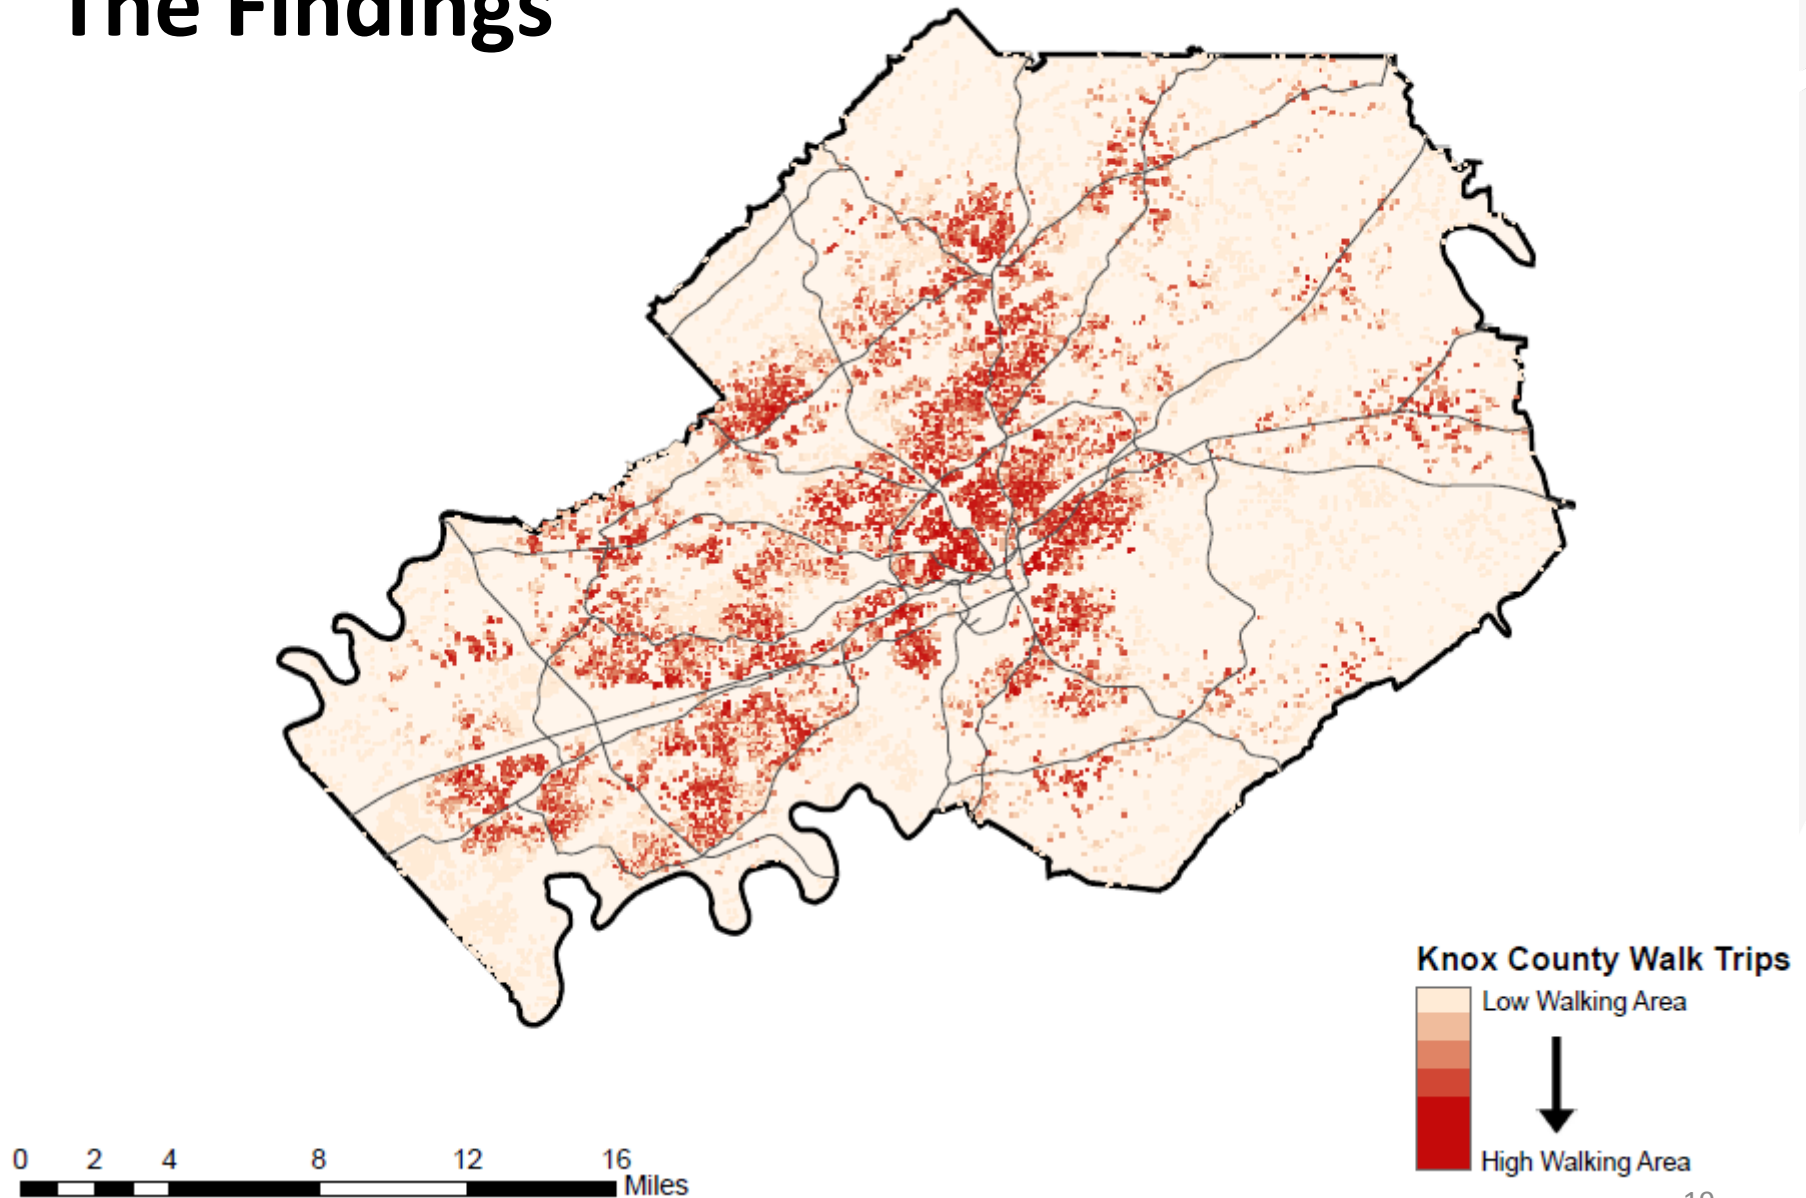 The Findings
Knox County Walk Trips
Low Walking Area
High Walking Area
0 2 4 8 12 16
Miles